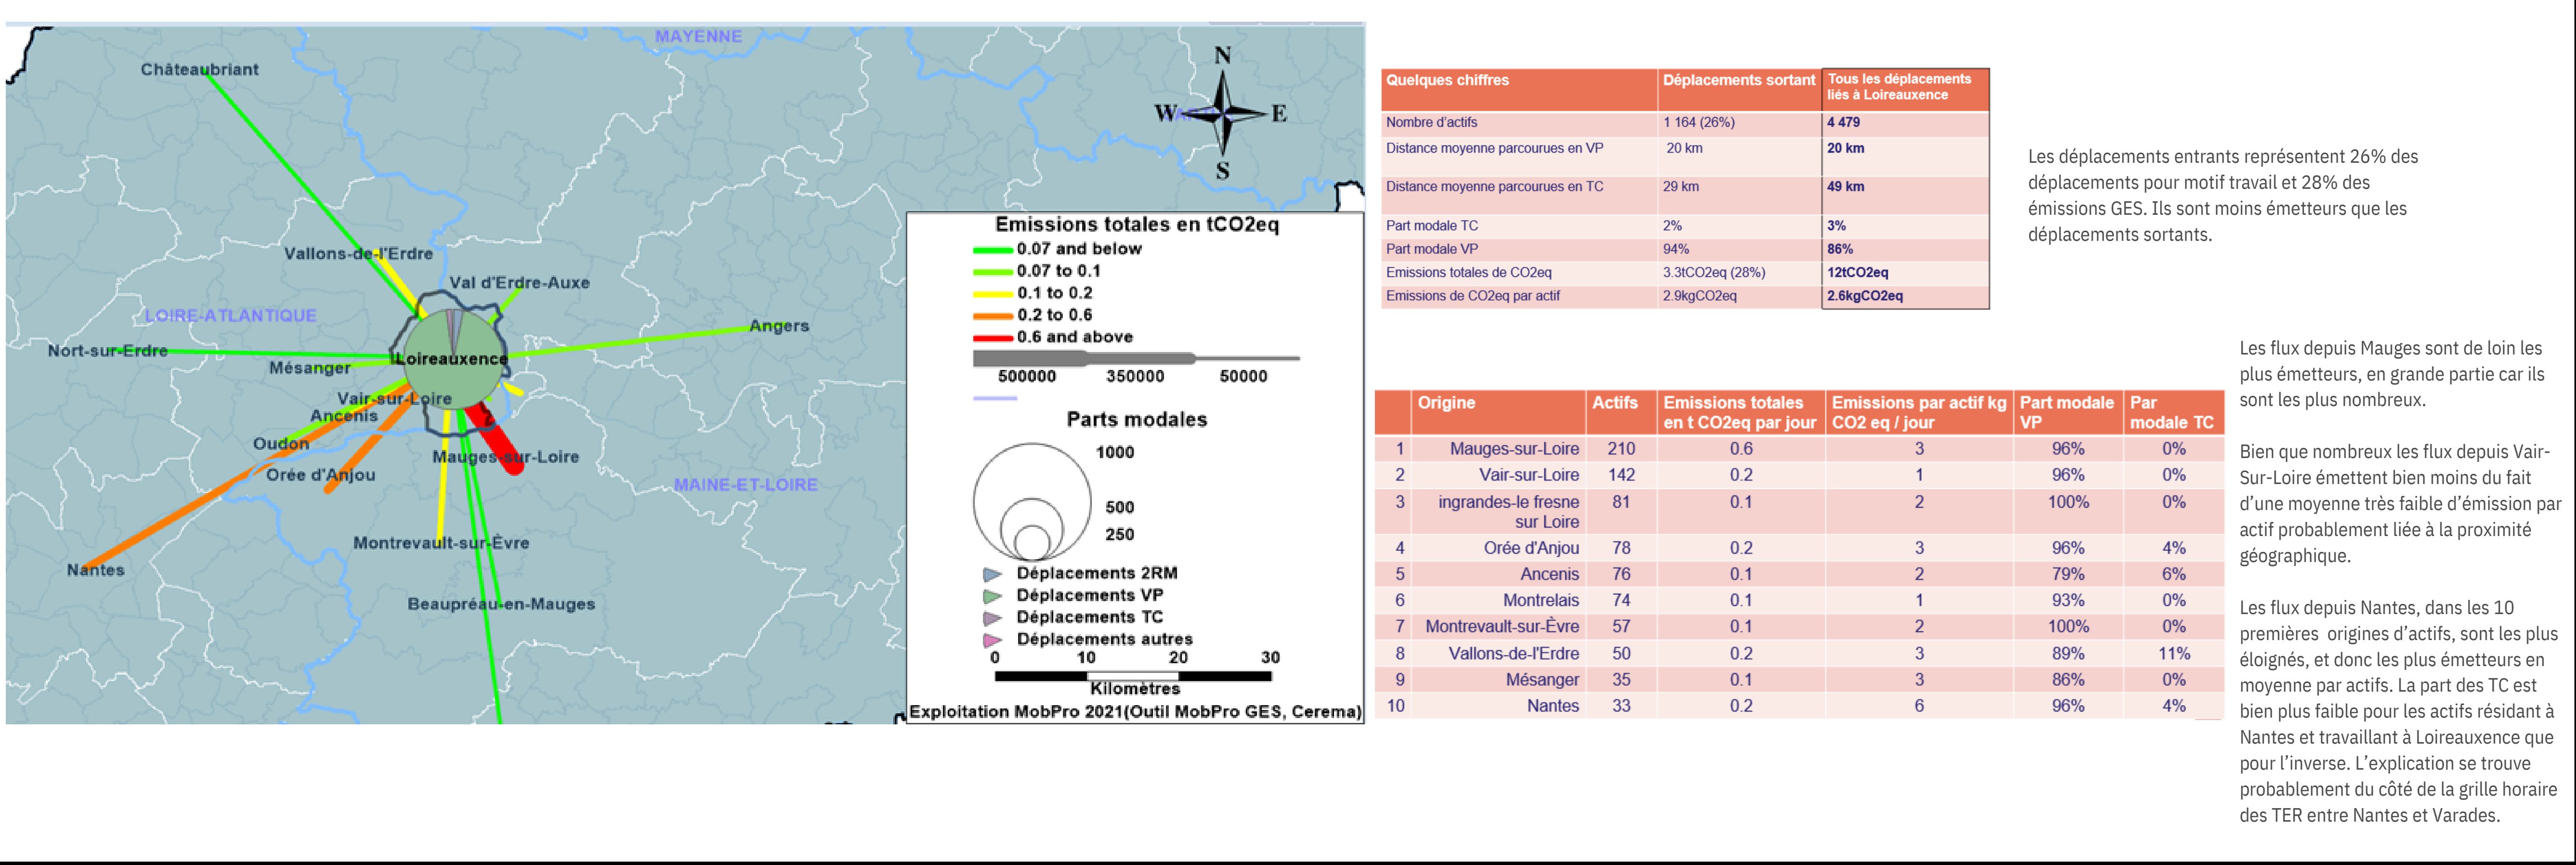 MAYENNE
Châteaubriant
N
W
E
S
Vallons-de-l'Erdre
Val d'Erdre-Auxe
LOIRE-ATLANTIQUE
Angers
Nort-sur-Erdre
Loireauxence
Mésanger
Vair-sur-Loire
Ancenis
Oudon
Mauges-sur-Loire
Orée d'Anjou
MAINE-ET-LOIRE
Montrevault-sur-Èvre
Nantes
Beaupréau-en-Mauges
Emissions totales en tCO2eq
0.07 and below
0.07 to 0.1
0.1 to 0.2
0.2 to 0.6
0.6 and above
500000 350000 50000
Parts modales
1000
500
250
Déplacements 2RM
Déplacements VP
Déplacements TC
Déplacements autres
0 10 20 30
Kilomètres
Exploitation MobPro 2021(Outil MobPro GES, Cerema)
Quelques chiffres Déplacements sortant Tous les déplacements
liés à Loireauxence
Nombre d'actifs 1 164 (26%) 4 479
Distance moyenne parcourues en VP 20 km 20 km
Distance moyenne parcourues en TC 29 km 49 km
Part modale TC 2% 3%
Part modale VP 94% 86%
Emissions totales de CO2eq 3.3tCO2eq (28%) 12tCO2eq
Emissions de CO2eq par actif 2.9kgCO2eq 2.6kgCO2eq
Les déplacements entrants représentent 26% des
déplacements pour motif travail et 28% des
émissions GES. Ils sont moins émetteurs que les
déplacements sortants.
Origine Actifs Emissions totales Emissions par actif kg Part modale Par
en t CO2eq par jour CO2 eq / jour VP modale TC
1 Mauges-sur-Loire 210 0.6 3 96% 0%
2 Vair-sur-Loire 142 0.2 1 96% 0%
3 ingrandes-le fresne 81 0.1 2 100% 0%
sur Loire
4 Orée d'Anjou 78 0.2 3 96% 4%
5 Ancenis 76 0.1 2 79% 6%
6 Montrelais 74 0.1 1 93% 0%
7 Montrevault-sur-Èvre 57 0.1 2 100% 0%
8 Vallons-de-l'Erdre 50 0.2 3 89% 11%
9 Mésanger 35 0.1 3 86% 0%
10 Nantes 33 0.2 6 96% 4%
Les flux depuis Mauges sont de loin les
plus émetteurs, en grande partie car ils
sont les plus nombreux.
Bien que nombreux les flux depuis Vair-
Sur-Loire émettent bien moins du fait
d'une moyenne très faible d'émission par
actif probablement liée à la proximité
géographique.
Les flux depuis Nantes, dans les 10
premières origines d'actifs, sont les plus
éloignés, et donc les plus émetteurs en
moyenne par actifs. La part des TC est
bien plus faible pour les actifs résidant à
Nantes et travaillant à Loireauxence que
pour l'inverse. L'explication se trouve
probablement du côté de la grille horaire
des TER entre Nantes et Varades.